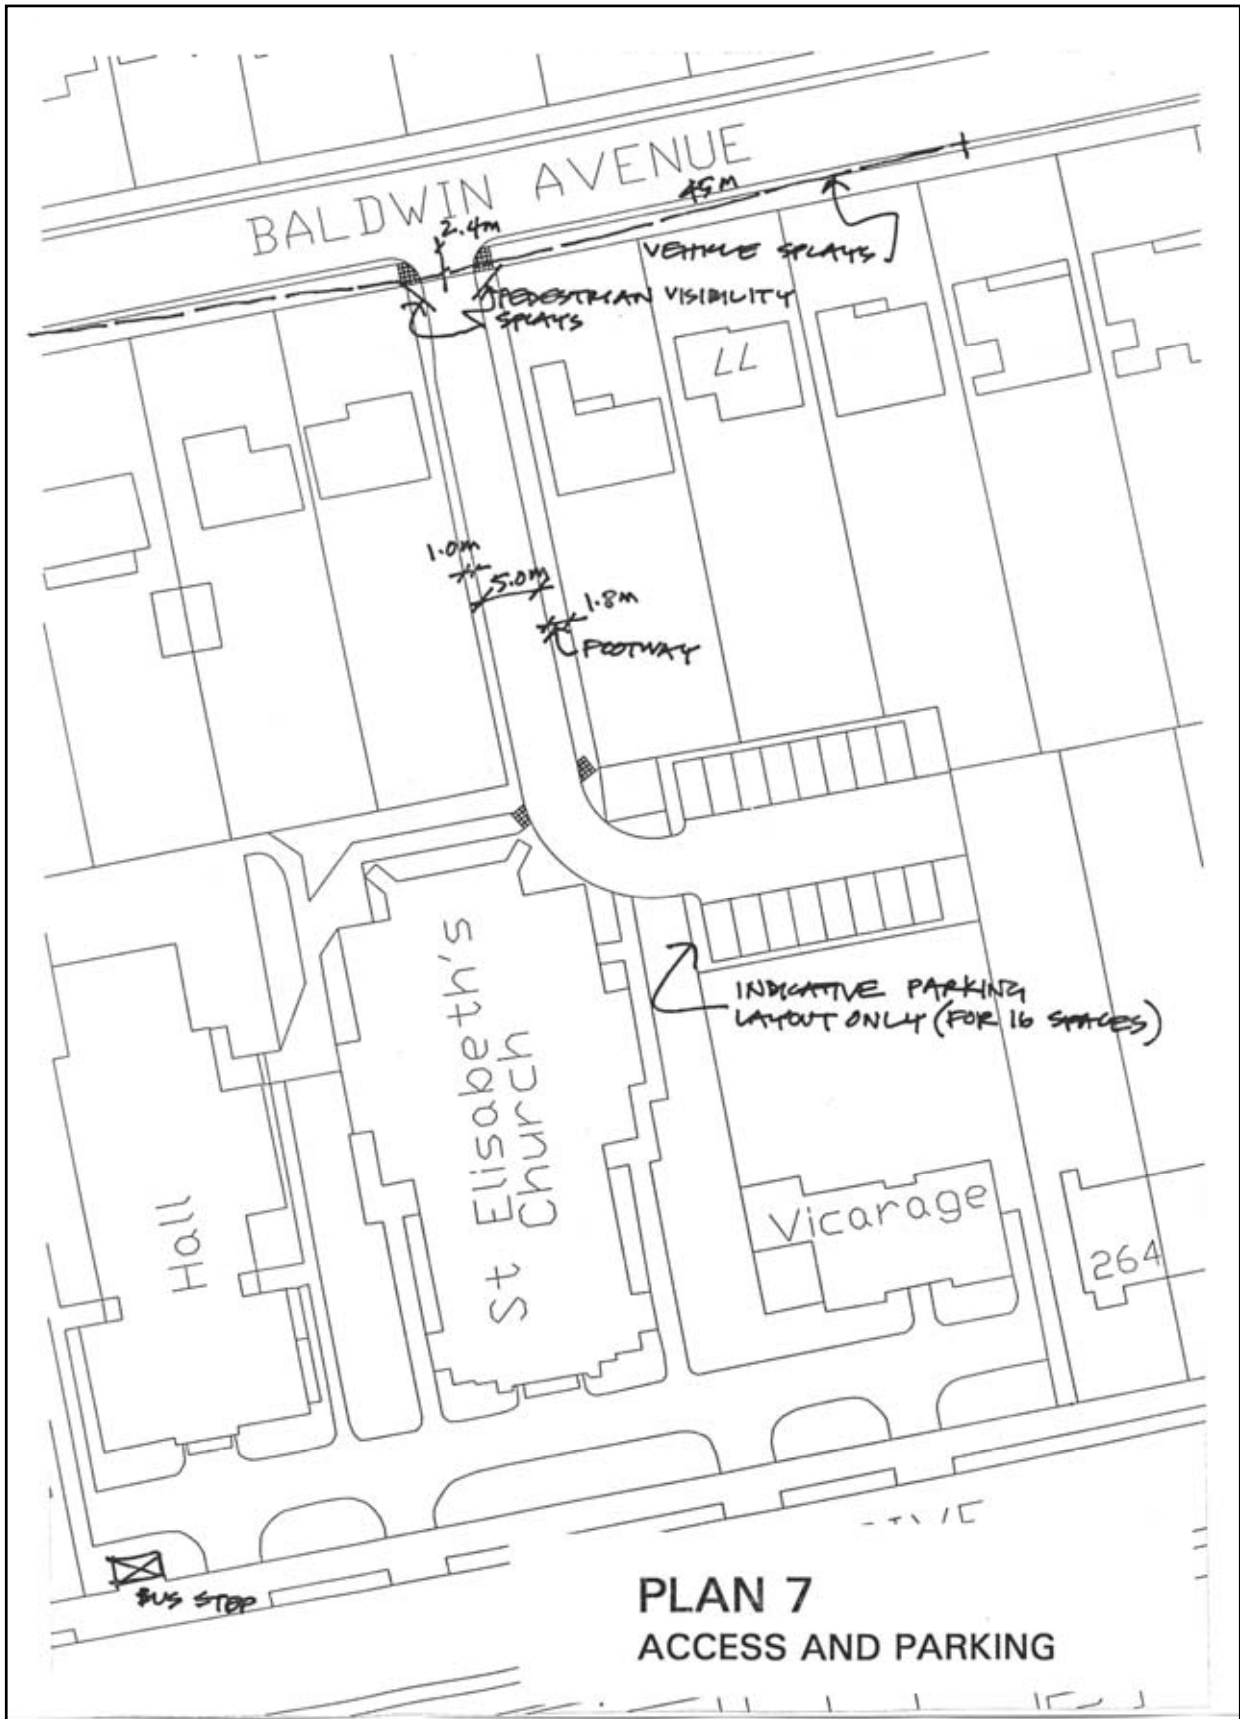 BALDWIN AVENUE
45M
2.4m
VEHICLE SPLAYS
PEDESTRIAN VISIBILITY
SPLAYS
77
1.0m
5.0m
1.8m
FOOTWAY
INDICATIVE PARKING
LAYOUT ONLY (FOR 16 SPACES)
St Elisabeth's
Church
Hall
Vicarage
264
BUS STOP
PLAN 7
ACCESS AND PARKING